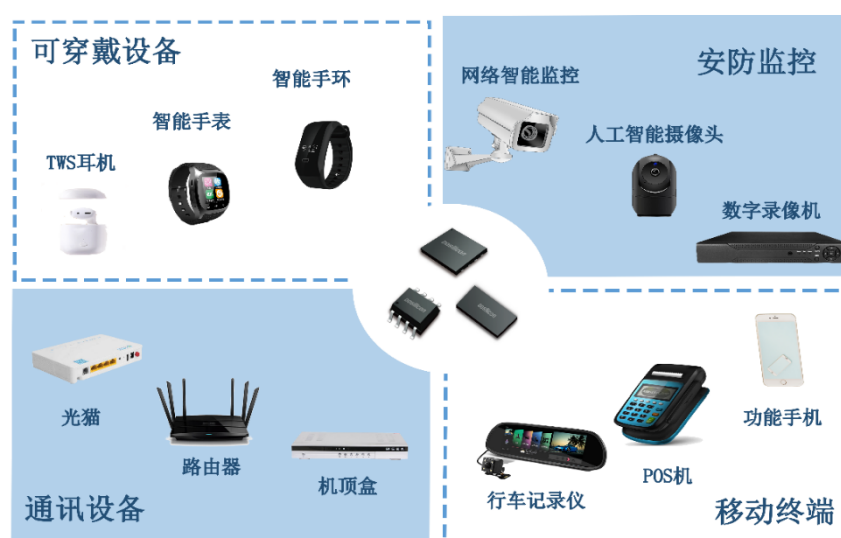 可穿戴设备
智能手环
智能手表
TWS耳机
安防监控
网络智能监控
人工智能摄像头
数字录像机
光猫
路由器
机顶盒
通讯设备
功能手机
POS机
行车记录仪
移动终端